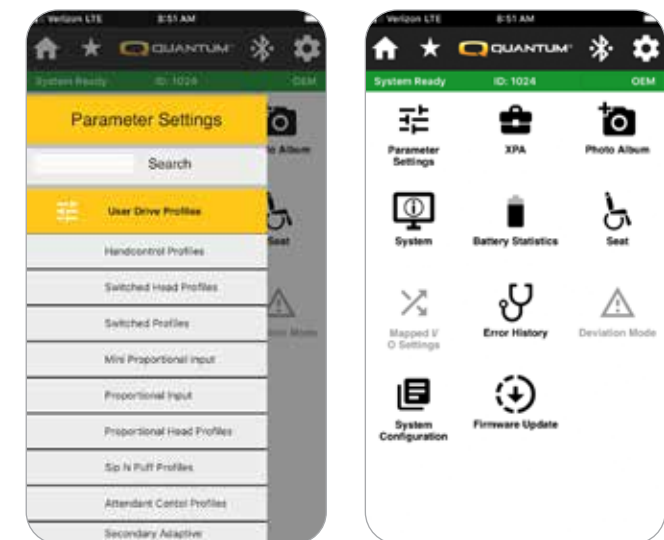 Verizon LTE 8:51 AM
QUANTUM
System Ready ID: 1024 OEM
Parameter Settings
Search
User Drive Profiles
Handcontrol Profiles
Switched Head Profiles
Switched Profiles
Mini Proportional Input
Proportional Input
Proportional Head Profiles
Sip N Puff Profiles
Attendant Contol Profiles
Secondary Adaptive
Album
Seat
Mode
Verizon LTE 8:51 AM
QUANTUM
System Ready ID: 1024 OEM
Parameter
Settings
XPA
Photo Album
System
Battery Statistics
Seat
Mapped I/
O Settings
Error History
Deviation Mode
System
Configuration
Firmware Update